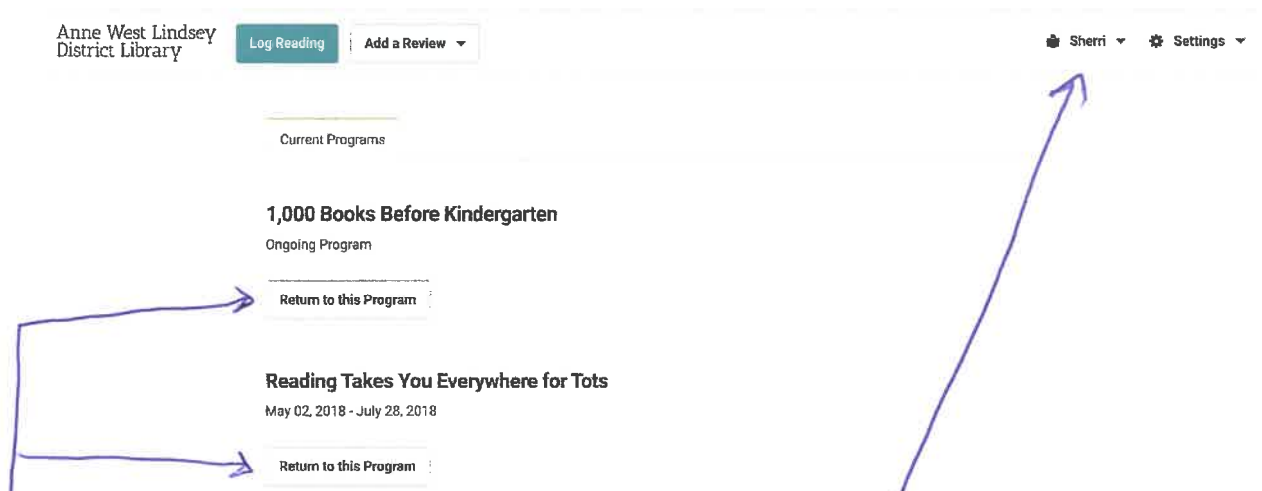 Anne West Lindsey
District Library
Log Reading
Add a Review
Sherri
Settings
Current Programs
1,000 Books Before Kindergarten
Ongoing Program
Return to this Program
Reading Takes You Everywhere for Tots
May 02, 2018 - July 28, 2018
Return to this Program